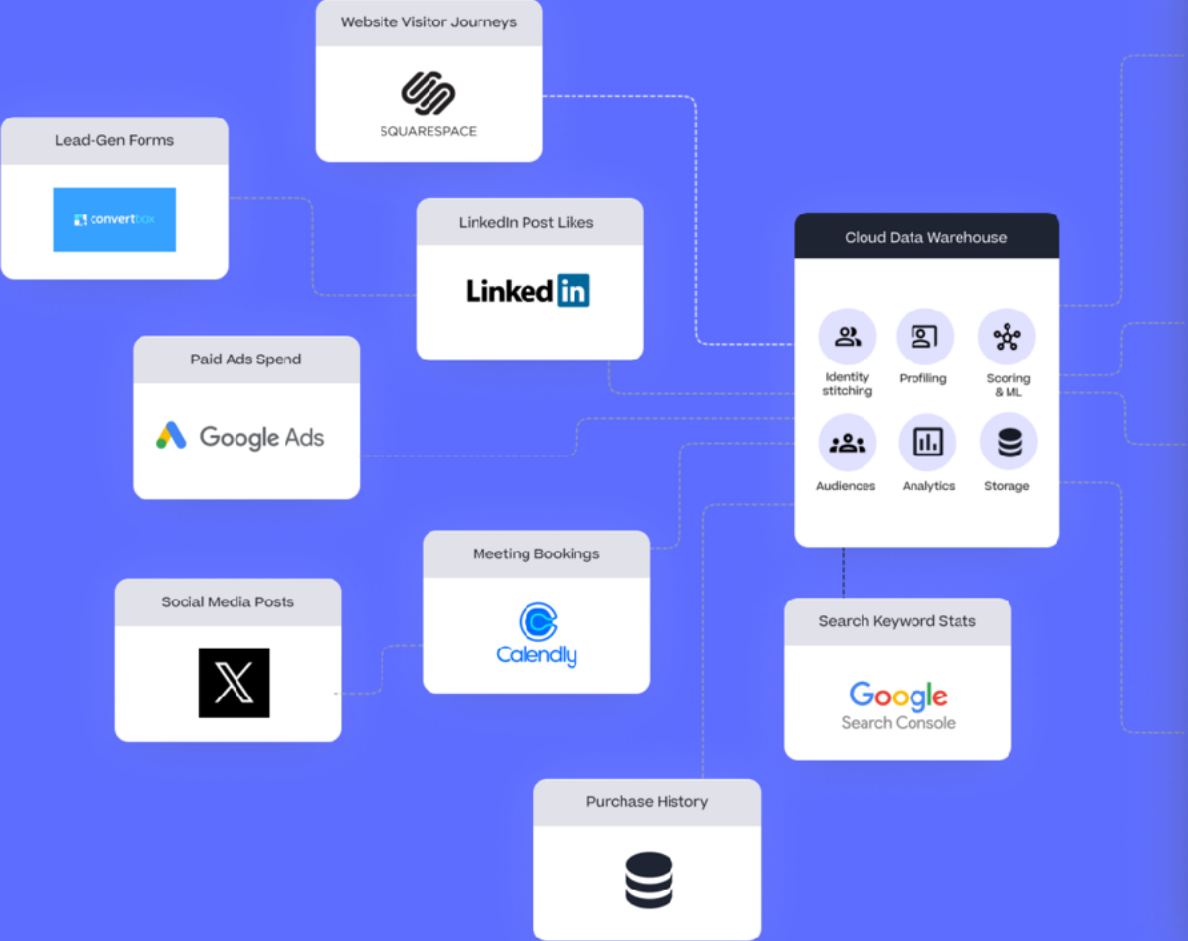 Website Visitor Journeys
SQUARESPACE
Lead-Gen Forms
convertbox
LinkedIn Post Likes
Linked in
Paid Ads Spend
Google Ads
Cloud Data Warehouse
Identity
stitching
Profiling
Scoring
& ML
Audiences
Analytics
Storage
Meeting Bookings
Calendly
Social Media Posts
X
Search Keyword Stats
Google
Search Console
Purchase History